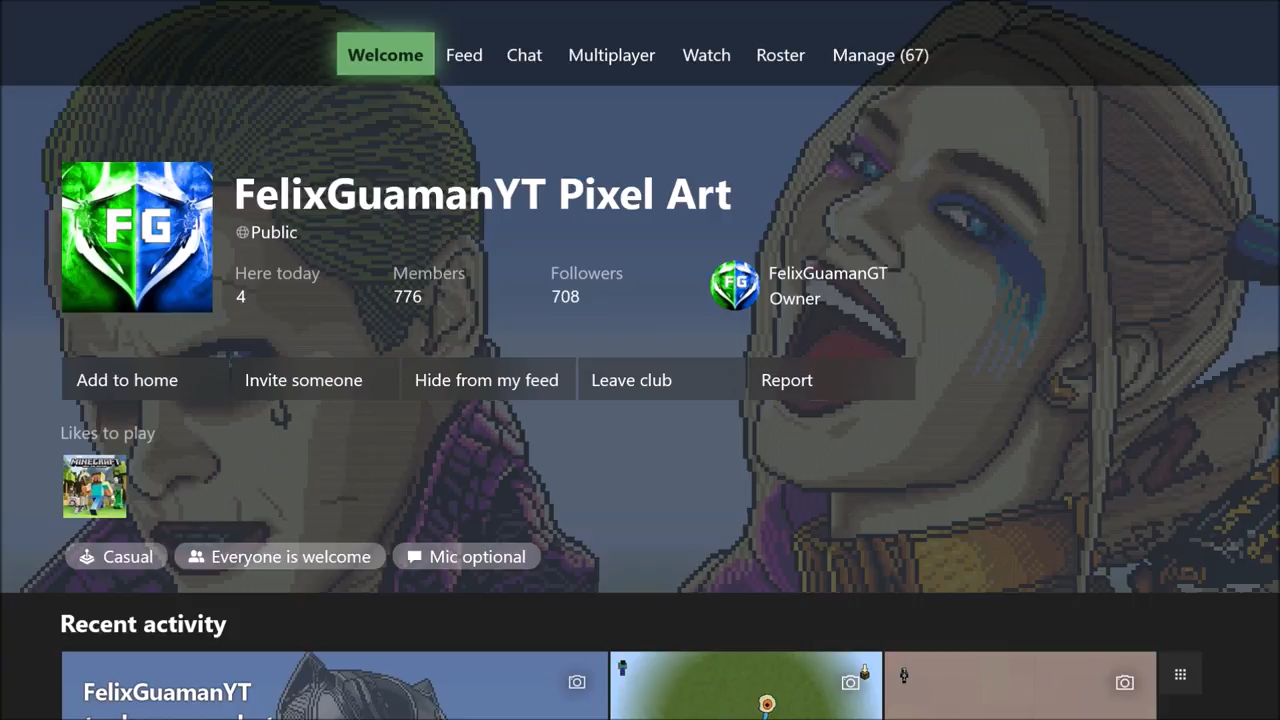 Welcome Feed Chat Multiplayer Watch Roster Manage (67)
FG
FelixGuamanYT Pixel Art
Public
Here today Members Followers
4 776 708
FG
FelixGuamanGT
Owner
Add to home Invite someone Hide from my feed Leave club Report
Likes to play
MINECRAFT
Casual Everyone is welcome Mic optional
Recent activity
FelixGuamanYT